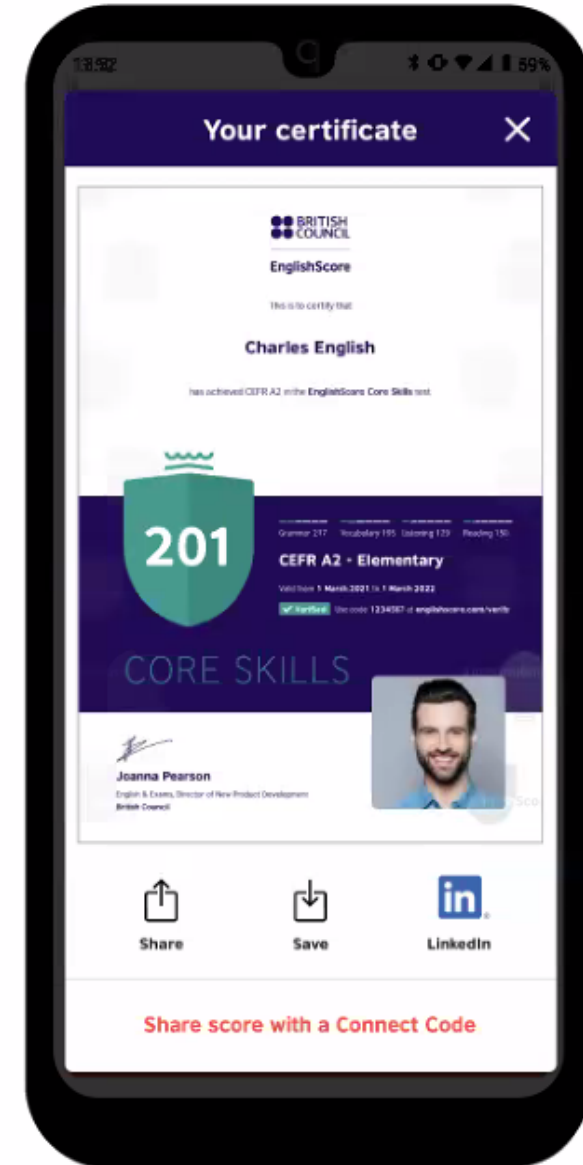 59%
Your certificate
BRITISH
COUNCIL
EnglishScore
This is to certify that
Charles English
has achieved CEFR A2 in the EnglishScore Core Skills test
201
Grammar 217 Vocabulary 195 Listening 129 Reading 150
CEFR A2 - Elementary
Valid from 1 March 2021 to 1 March 2022
Verified Use code 1234567 at englishscore.com/verify
CORE SKILLS
Joanna Pearson
English & Exams, Director of New Product Development
British Council
Share
Save
in
LinkedIn
Share score with a Connect Code